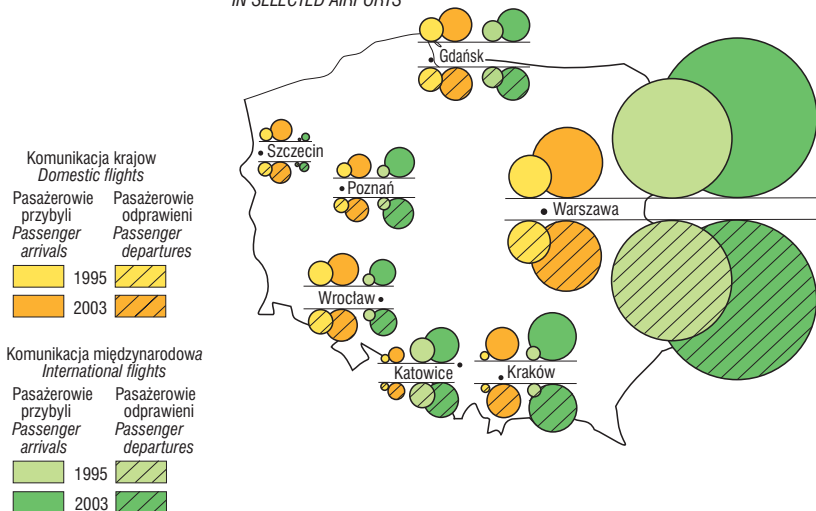 IN SELECTED AIRPORTS
Gdańsk
Szczecin
Poznań
Warszawa
Wrocław
Katowice
Kraków
Komunikacja krajow
Domestic flights
Pasażerowie Pasażerowie
przybyli odprawieni
Passenger Passenger
arrivals departures
1995
2003
Komunikacja międzynarodowa
International flights
Pasażerowie Pasażerowie
przybyli odprawieni
Passenger Passenger
arrivals departures
1995
2003